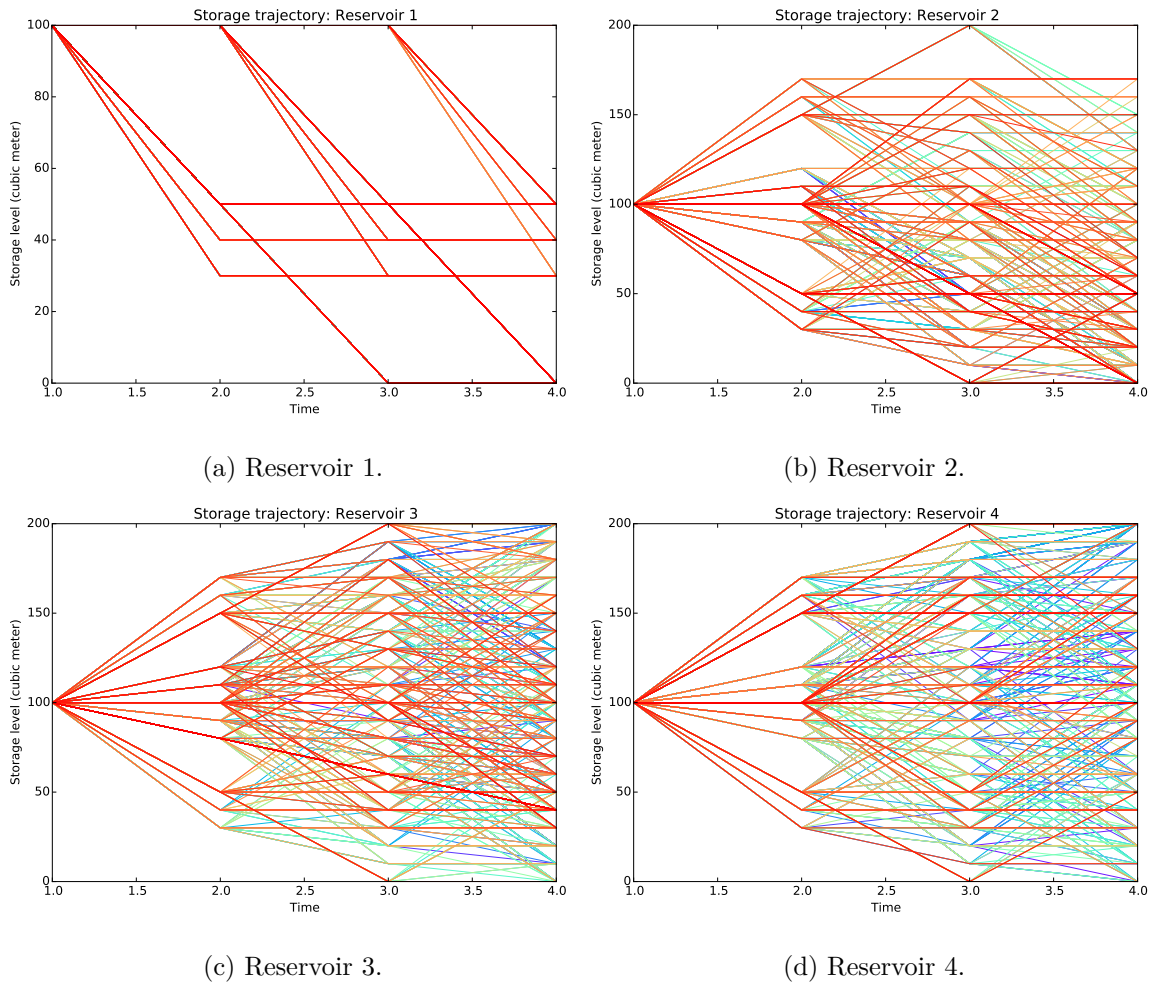 Storage trajectory: Reservoir 1
100
80
60
40
20
0
Storage level (cubic meter)
1.0 1.5 2.0 2.5 3.0 3.5 4.0
Time
(a) Reservoir 1.
Storage trajectory: Reservoir 2
200
150
100
50
0
Storage level (cubic meter)
1.0 1.5 2.0 2.5 3.0 3.5 4.0
Time
(b) Reservoir 2.
Storage trajectory: Reservoir 3
200
150
100
50
0
Storage level (cubic meter)
1.0 1.5 2.0 2.5 3.0 3.5 4.0
Time
(c) Reservoir 3.
Storage trajectory: Reservoir 4
200
150
100
50
0
Storage level (cubic meter)
1.0 1.5 2.0 2.5 3.0 3.5 4.0
Time
(d) Reservoir 4.